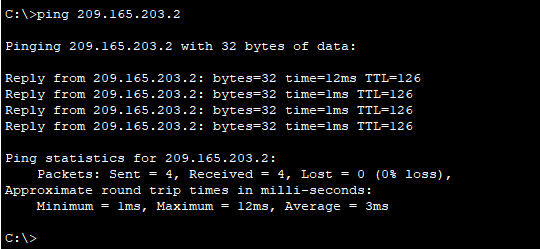 C:\>ping 209.165.203.2
Pinging 209.165.203.2 with 32 bytes of data:
Reply from 209.165.203.2: bytes=32 time=12ms TTL=126
Reply from 209.165.203.2: bytes=32 time=1ms TTL=126
Reply from 209.165.203.2: bytes=32 time=1ms TTL=126
Reply from 209.165.203.2: bytes=32 time=1ms TTL=126
Ping statistics for 209.165.203.2:
    Packets: Sent = 4, Received = 4, Lost = 0 (0% loss),
Approximate round trip times in milli-seconds:
    Minimum = 1ms, Maximum = 12ms, Average = 3ms
C:\>